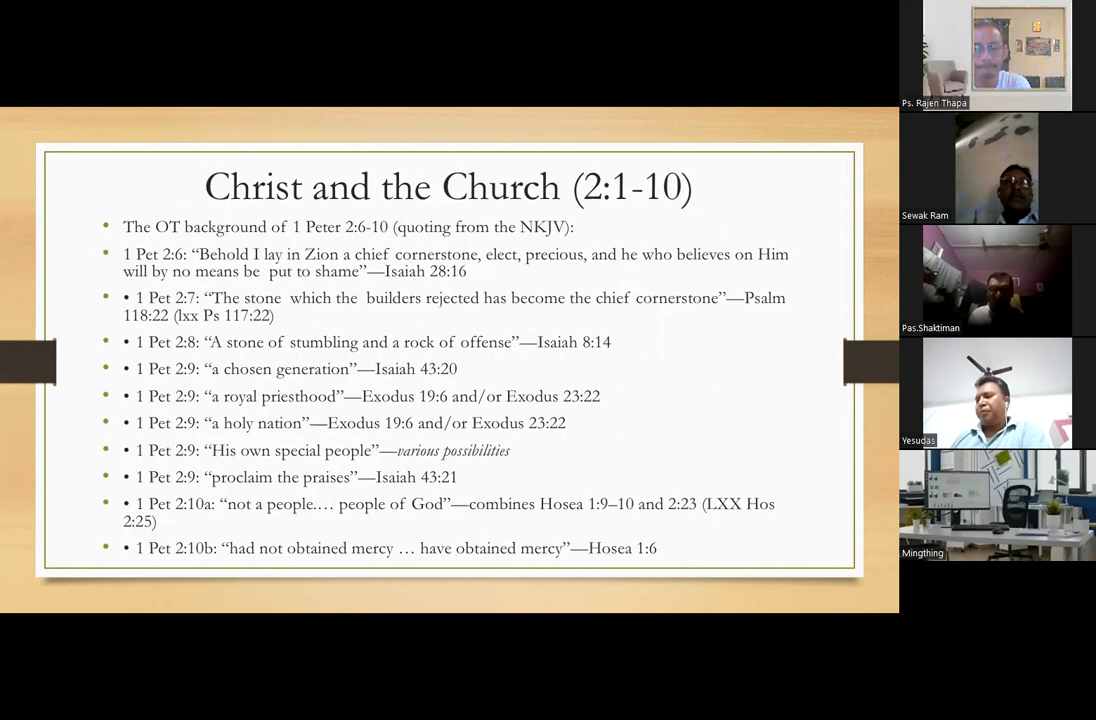 Christ and the Church (2:1-10)
• The OT background of 1 Peter 2:6-10 (quoting from the NKJV):
• 1 Pet 2:6: “Behold I lay in Zion a chief cornerstone, elect, precious, and he who believes on Him
will by no means be put to shame”—Isaiah 28:16
• • 1 Pet 2:7: “The stone which the builders rejected has become the chief cornerstone”—Psalm
118:22 (lxx Ps 117:22)
• • 1 Pet 2:8: “A stone of stumbling and a rock of offense”—Isaiah 8:14
• • 1 Pet 2:9: “a chosen generation”—Isaiah 43:20
• • 1 Pet 2:9: “a royal priesthood”—Exodus 19:6 and/or Exodus 23:22
• • 1 Pet 2:9: “a holy nation”—Exodus 19:6 and/or Exodus 23:22
• • 1 Pet 2:9: “His own special people”—various possibilities
• • 1 Pet 2:9: “proclaim the praises”—Isaiah 43:21
• • 1 Pet 2:10a: “not a people.… people of God”—combines Hosea 1:9–10 and 2:23 (LXX Hos
2:25)
• • 1 Pet 2:10b: “had not obtained mercy … have obtained mercy”—Hosea 1:6
Ps. Rajen Thapa
Sewak Ram
Pas.Shaktiman
Yesudas
Mingthing